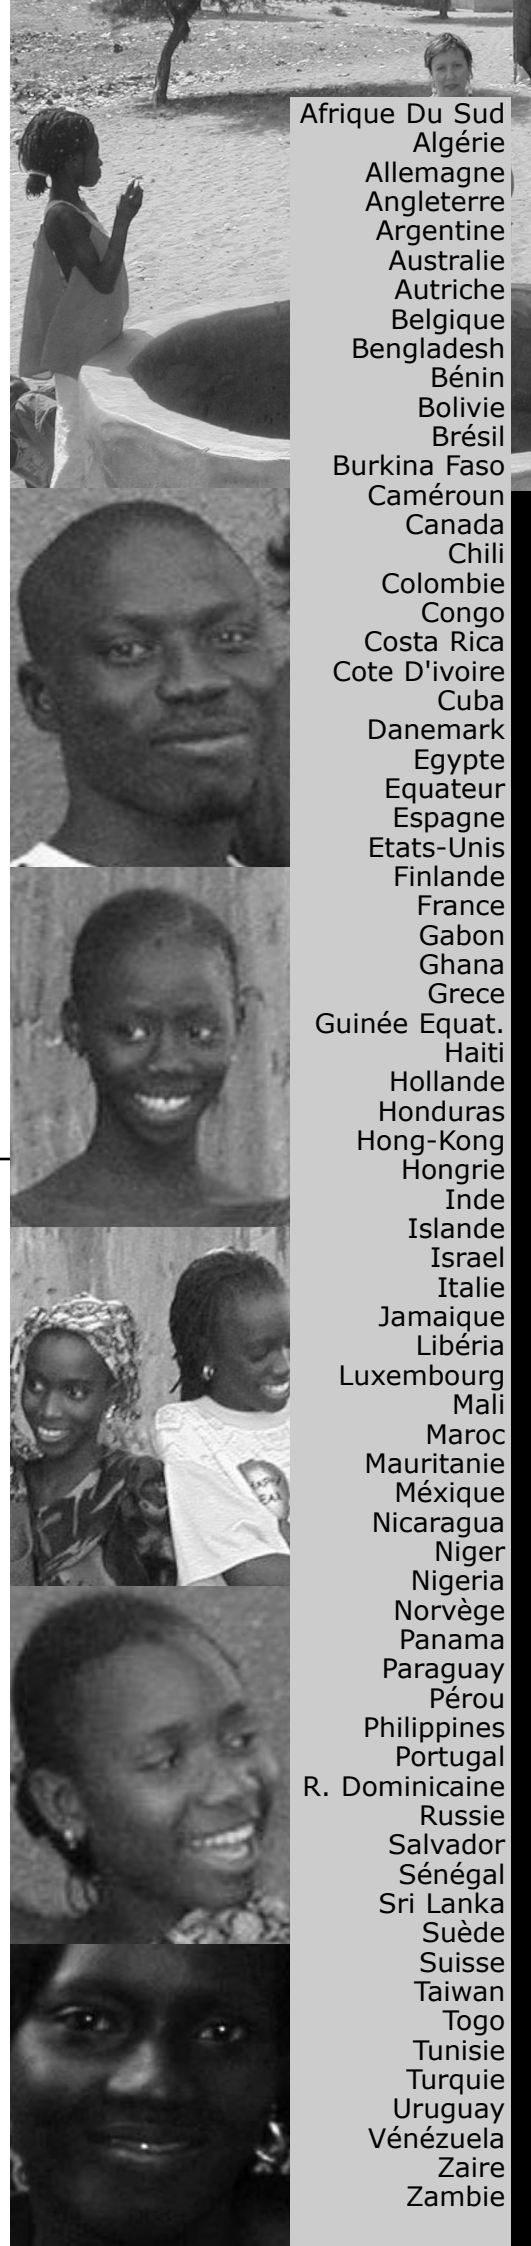 Afrique Du Sud
Algérie
Allemagne
Angleterre
Argentine
Australie
Autriche
Belgique
Bengladesh
Bénin
Bolivie
Brésil
Burkina Faso
Caméroun
Canada
Chili
Colombie
Congo
Costa Rica
Cote D'ivoire
Cuba
Danemark
Egypte
Equateur
Espagne
Etats-Unis
Finlande
France
Gabon
Ghana
Grece
Guinée Equat.
Haiti
Hollande
Honduras
Hong-Kong
Hongrie
Inde
Islande
Israel
Italie
Jamaique
Libéria
Luxembourg
Mali
Maroc
Mauritanie
Méxique
Nicaragua
Niger
Nigeria
Norvège
Panama
Paraguay
Pérou
Philippines
Portugal
R. Dominicaine
Russie
Salvador
Sénégal
Sri Lanka
Suède
Suisse
Taiwan
Togo
Tunisie
Turquie
Uruguay
Vénézuela
Zaire
Zambie